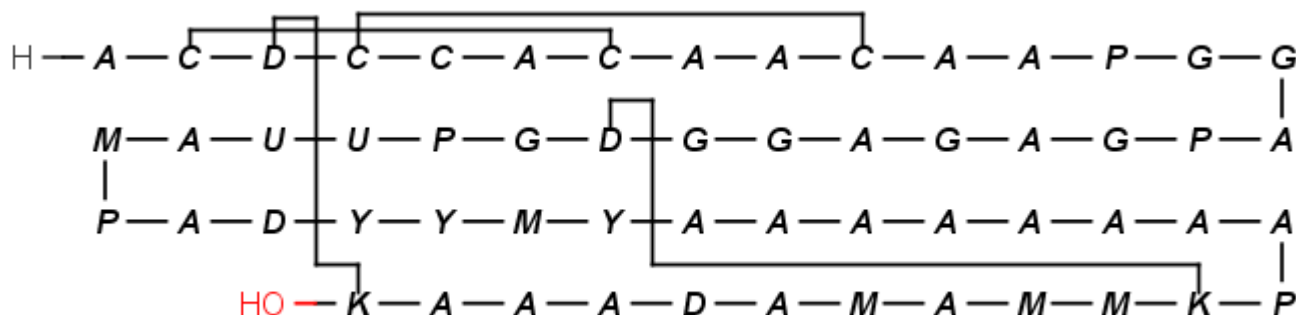 H A C D C C A C A A C A A P G G
M A U U P G D G G A G A G P A
P A D Y Y M Y A A A A A A A A
HO K A A A D A M A M M K P